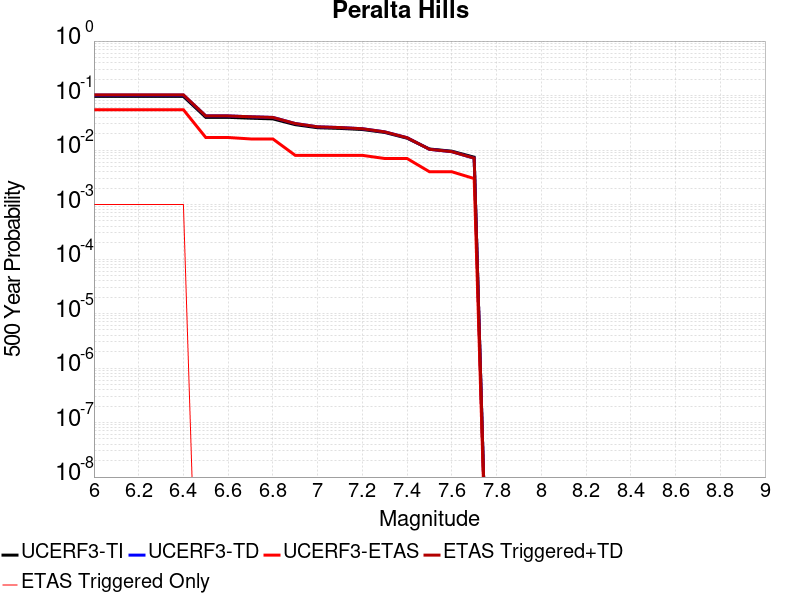 Peralta Hills
10^0
10^-1
10^-2
10^-3
10^-4
10^-5
10^-6
10^-7
10^-8
500 Year Probability
6 6.2 6.4 6.6 6.8 7 7.2 7.4 7.6 7.8 8 8.2 8.4 8.6 8.8 9
Magnitude
UCERF3-TI UCERF3-TD UCERF3-ETAS ETAS Triggered+TD
ETAS Triggered Only